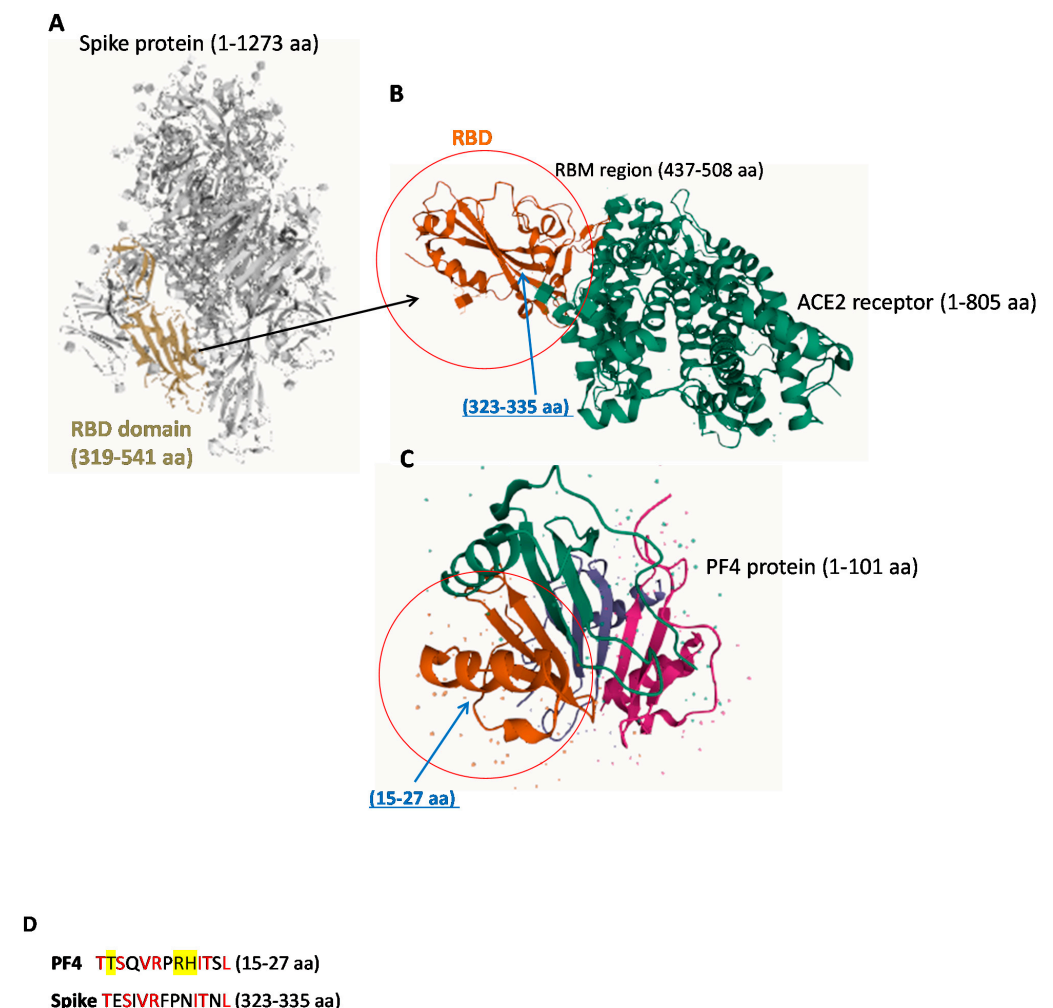 A
Spike protein (1-1273 aa)
RBD domain
(319-541 aa)
B
RBD
RBM region (437-508 aa)
ACE2 receptor (1-805 aa)
(323-335 aa)
C
PF4 protein (1-101 aa)
(15-27 aa)
D
PF4 TTSQVRPRHITSL (15-27 aa)
Spike TESIVRFPNITNL (323-335 aa)